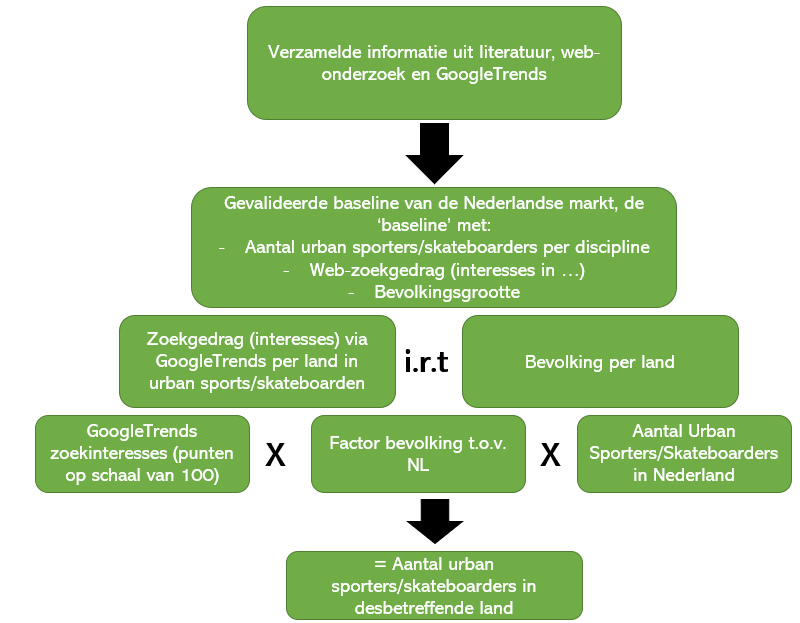 Verzamelde informatie uit literatuur, web-
onderzoek en GoogleTrends
Gevalideerde baseline van de Nederlandse markt, de
‘baseline’ met:
- Aantal urban sporters/skateboarders per discipline
- Web-zoekgedrag (interesses in …)
- Bevolkingsgrootte
Zoekgedrag (interesses) via
GoogleTrends per land in
urban sports/skateboarden
i.r.t
Bevolking per land
GoogleTrends
zoekinteresses (punten
op schaal van 100)
X
Factor bevolking t.o.v.
NL
X
Aantal Urban
Sporters/Skateboarders
in Nederland
= Aantal urban
sporters/skateboarders in
desbetreffende land